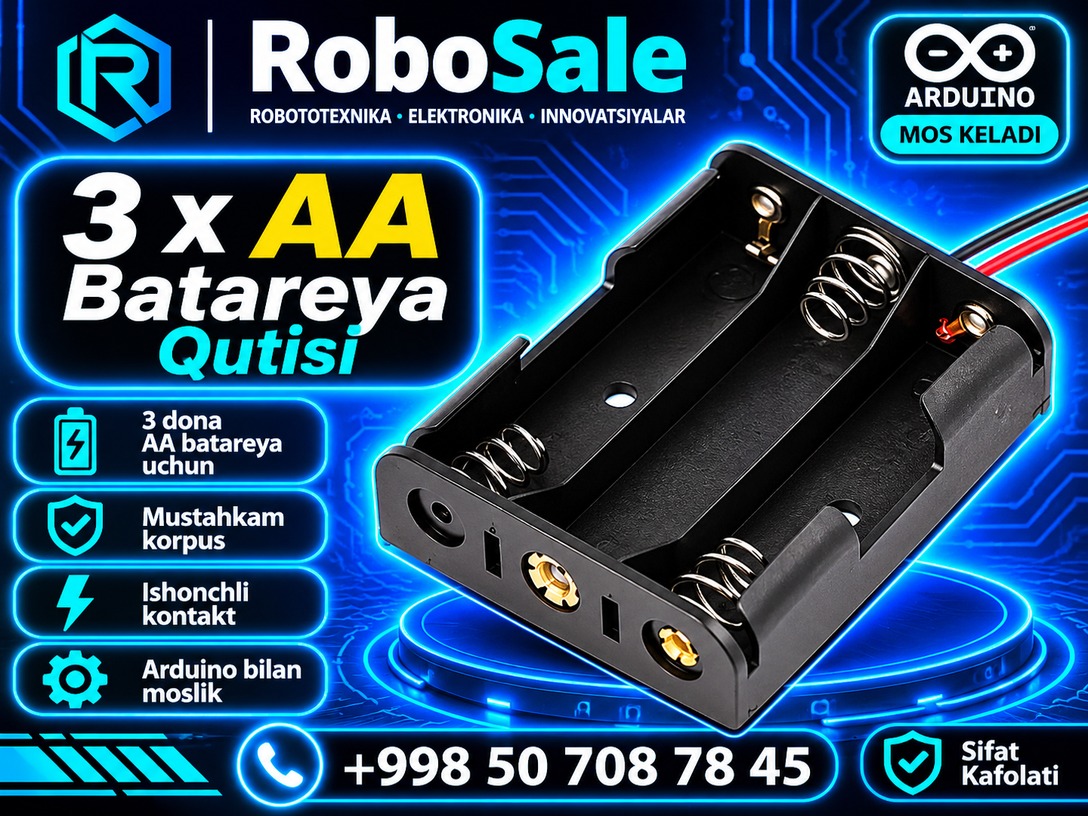 RoboSale
ROBOTOTEXNIKA • ELEKTRONIKA • INNOVATSIYALAR
ARDUINO
MOS KELADI
3 x AA
Batareya
Qutisi
3 dona
AA batareya
uchun
Mustahkam
korpus
Ishonchli
kontakt
Arduino bilan
moslik
+998 50 708 78 45
Sifat
Kafolati